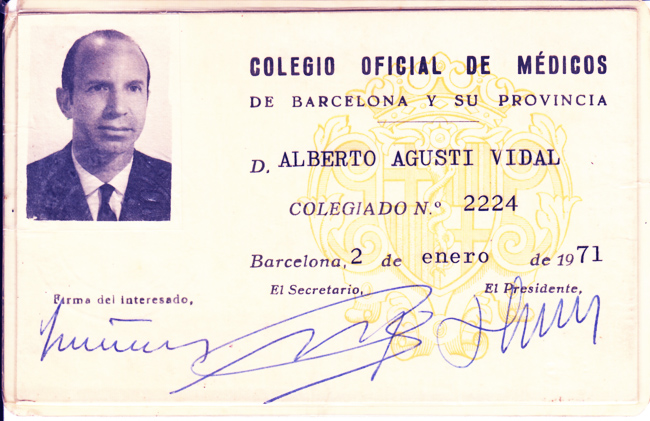 COLEGIO OFICIAL DE MÉDICOS
DE BARCELONA Y SU PROVINCIA
D. ALBERTO AGUSTI VIDAL
COLEGIADO N.º 2224
Barcelona, 2 de enero de 1971
Firma del interesado,
El Secretario,
El Presidente,